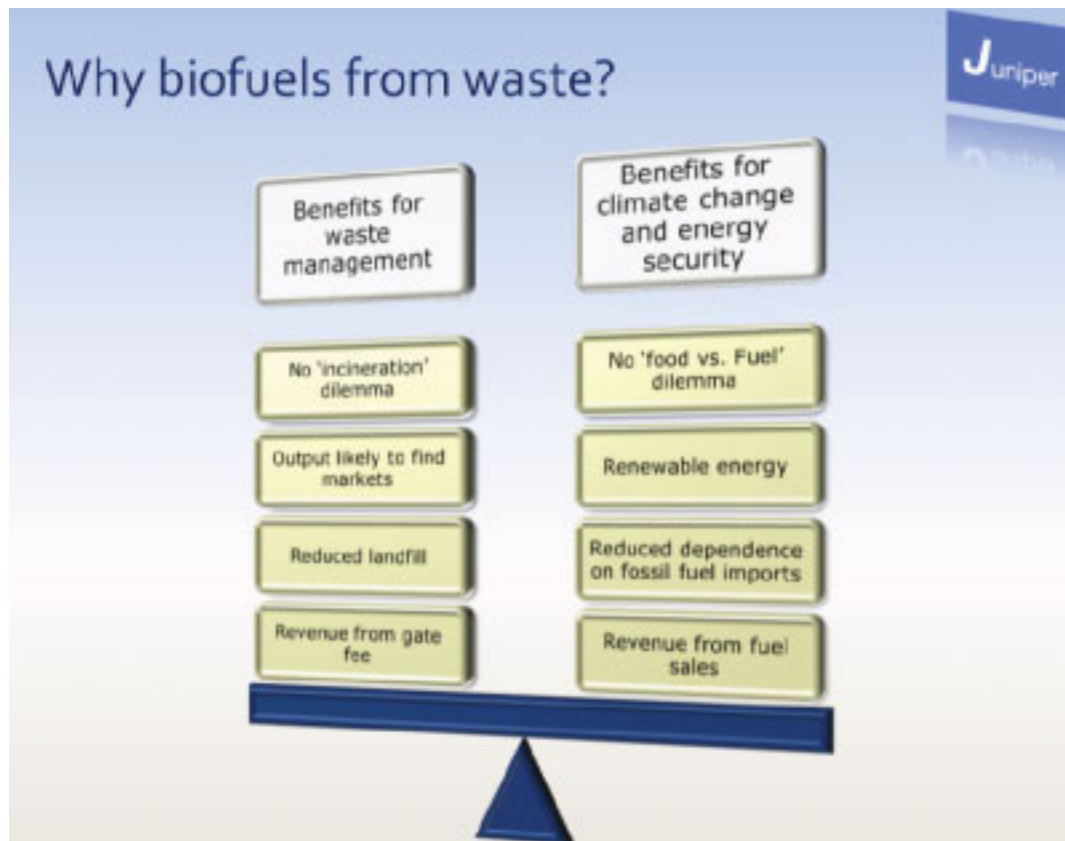 Why biofuels from waste?
Juniper
Benefits for
waste
management
No 'incineration'
dilemma
Output likely to find
markets
Reduced landfill
Revenue from gate
fee
Benefits for
climate change
and energy
security
No 'food vs. Fuel'
dilemma
Renewable energy
Reduced dependence
on fossil fuel imports
Revenue from fuel
sales